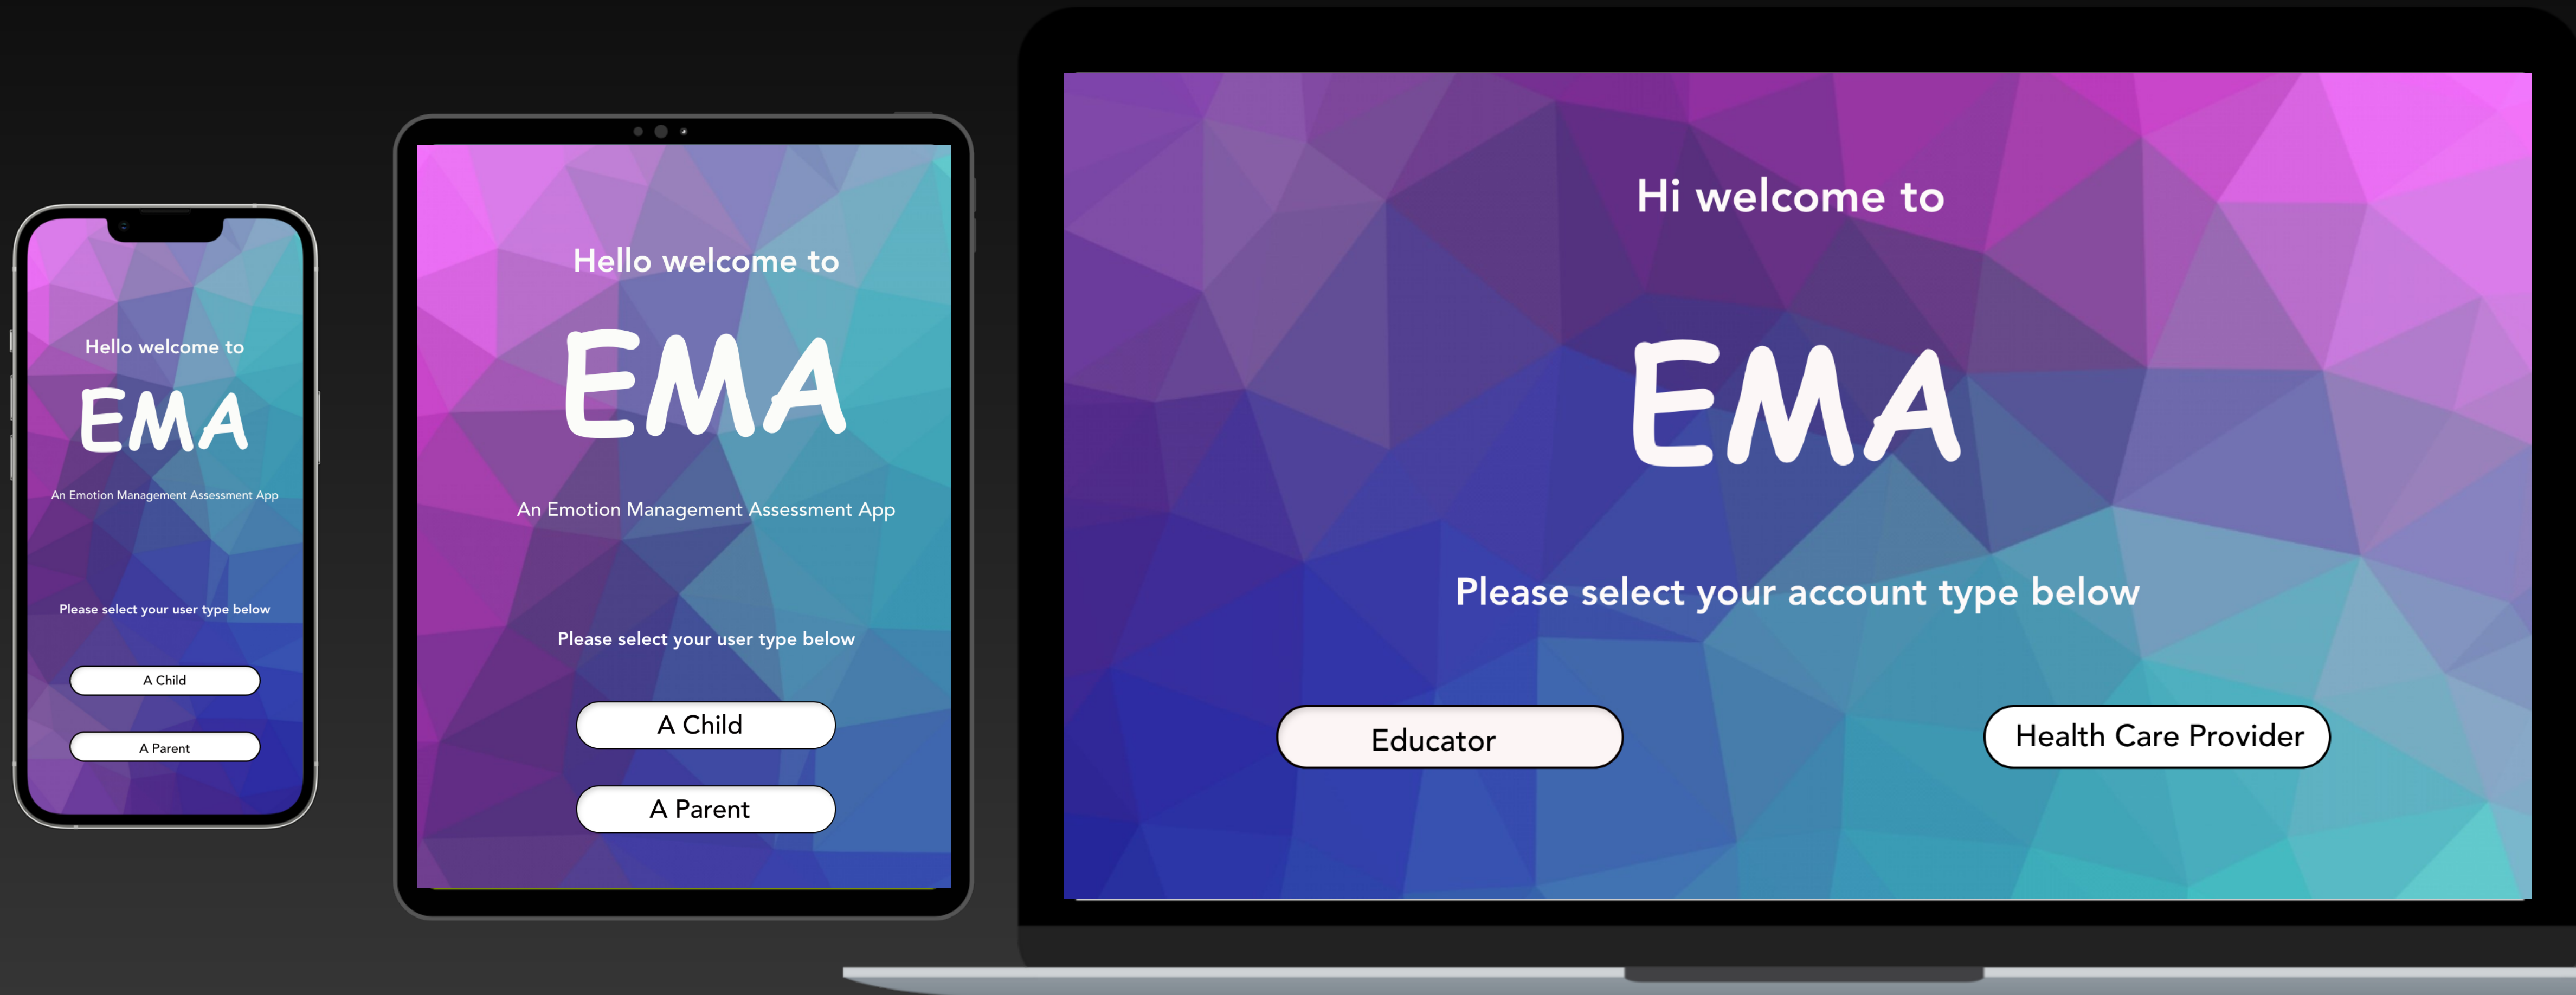 Hello welcome to
EMA
An Emotion Management Assessment App
Please select your user type below
A Child
A Parent
Hello welcome to
EMA
An Emotion Management Assessment App
Please select your user type below
A Child
A Parent
Hi welcome to
EMA
Please select your account type below
Educator
Health Care Provider